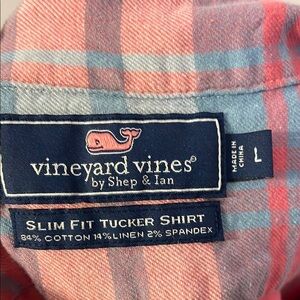 vineyard vines®
by Shep & Ian
MADE IN
CHINA
L
SLIM FIT TUCKER SHIRT
84% COTTON 14% LINEN 2% SPANDEX